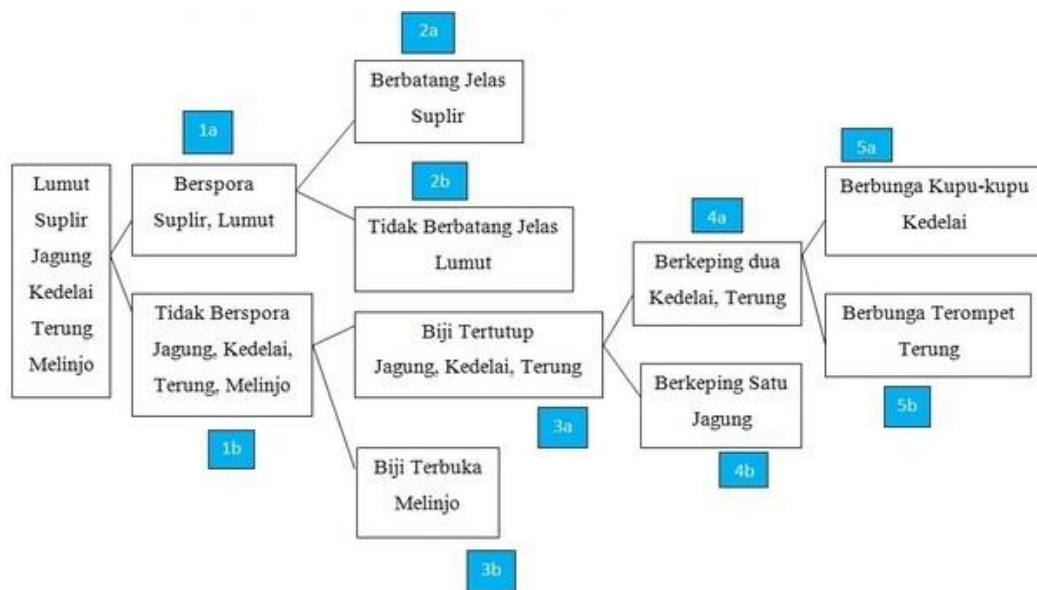 Lumut
Suplir
Jagung
Kedelai
Terung
Melinjo
1a
Berspora
Suplir, Lumut
Tidak Berspora
Jagung, Kedelai,
Terung, Melinjo
1b
2a
Berbatang Jelas
Suplir
2b
Tidak Berbatang Jelas
Lumut
Biji Tertutup
Jagung, Kedelai, Terung
3a
Biji Terbuka
Melinjo
3b
4a
Berkeping dua
Kedelai, Terung
Berkeping Satu
Jagung
4b
5a
Berbunga Kupu-kupu
Kedelai
Berbunga Terompet
Terung
5b